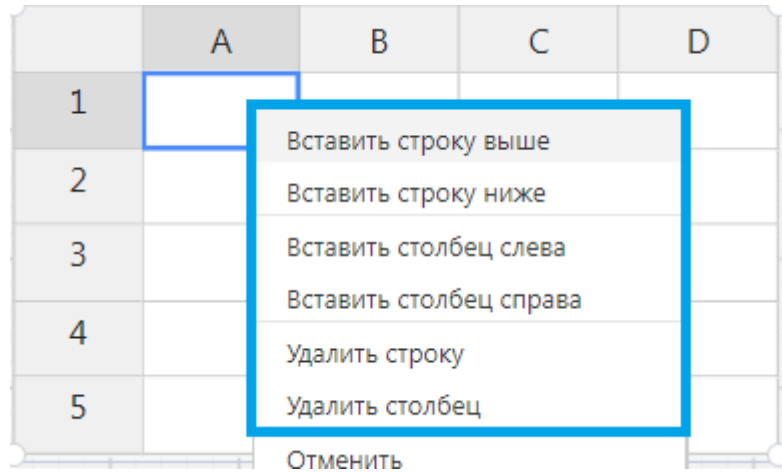 A B C D
1
Вставить строку выше
2
Вставить строку ниже
3
Вставить столбец слева
Вставить столбец справа
4
Удалить строку
5
Удалить столбец
Отменить